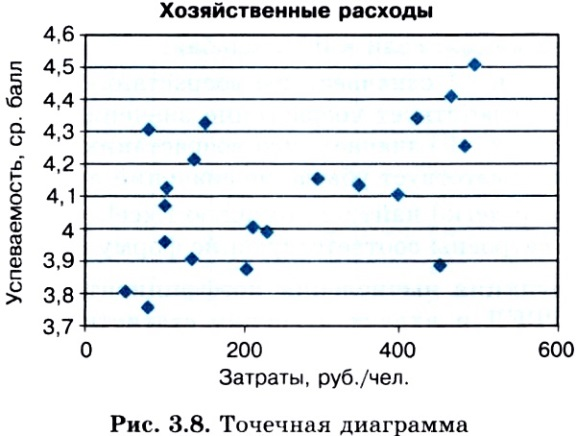 Хозяйственные расходы
Успеваемость, ср. балл
4,6
4,5
4,4
4,3
4,2
4,1
4
3,9
3,8
3,7
0 200 400 600
Затраты, руб./чел.
Рис. 3.8. Точечная диаграмма